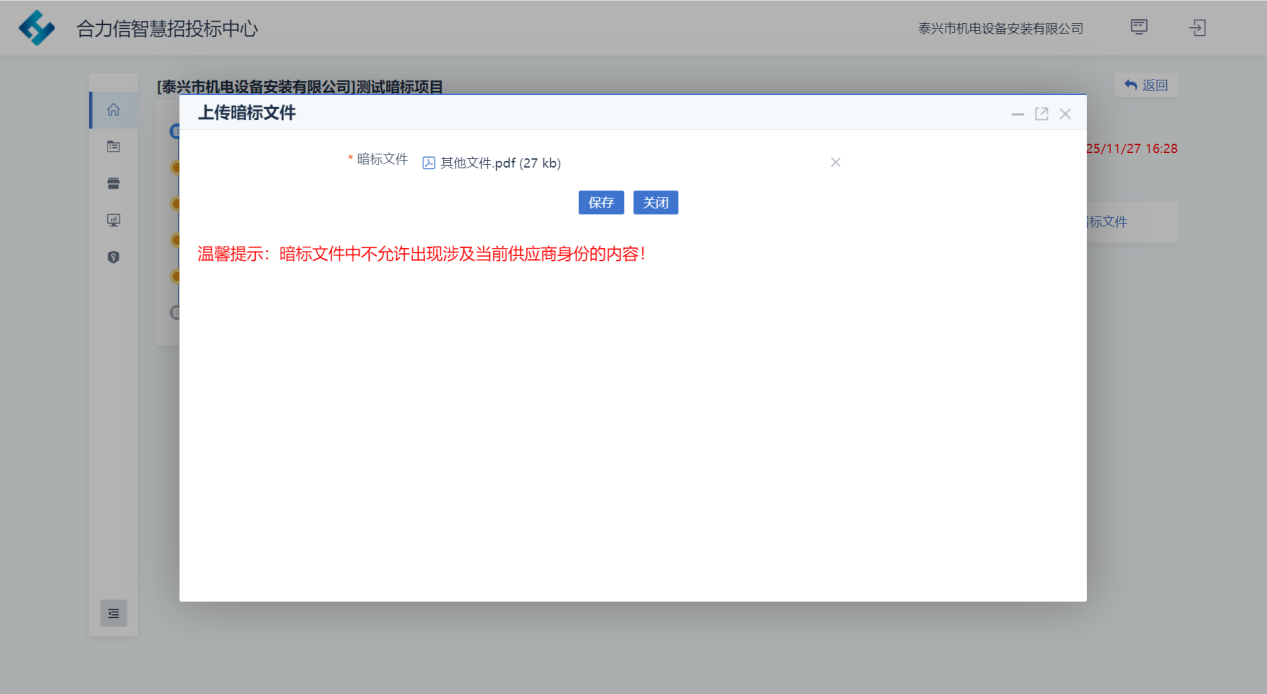 合力信智慧招投标中心
泰兴市机电设备安装有限公司
[泰兴市机电设备安装有限公司]测试暗标项目
返回
上传暗标文件
25/11/27 16:28
* 暗标文件 其他文件.pdf (27 kb)
保存 关闭
标文件
温馨提示：暗标文件中不允许出现涉及当前供应商身份的内容！